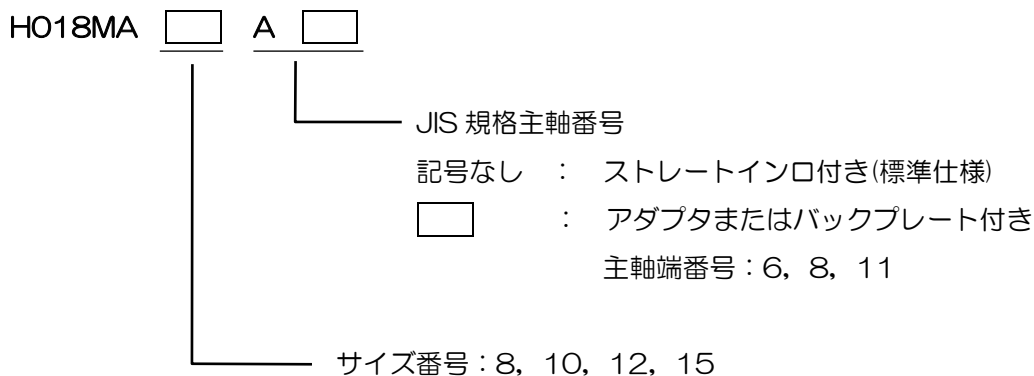 HO18MA □ A □
JIS 規格主軸番号
記号なし : ストレートインロ付き(標準仕様)
□ : アダプタまたはバックプレート付き
主軸端番号：6, 8, 11
サイズ番号：8, 10, 12, 15